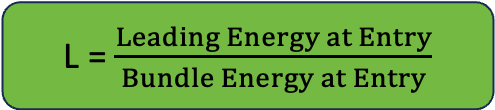 L = Leading Energy at Entry
Bundle Energy at Entry